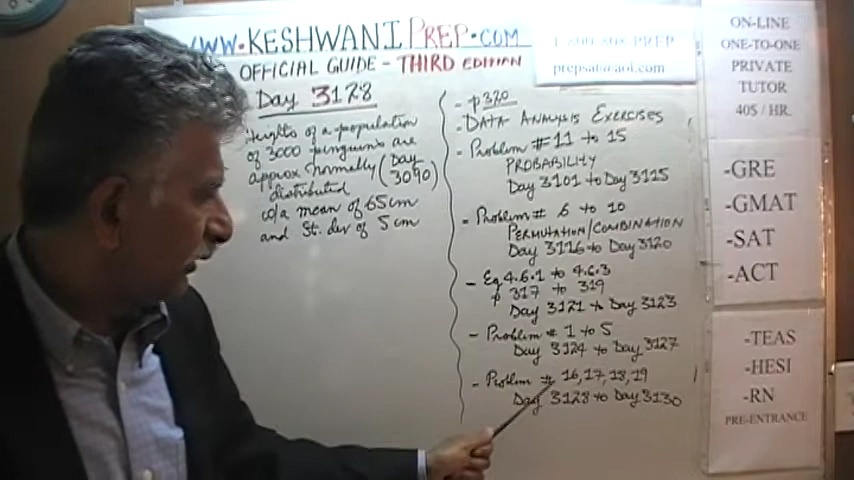 WWW.KESHWANIPREP.COM
OFFICIAL GUIDE - THIRD EDITION
prepsat@aol.com
Day 3128
Heights of a population
of 3000 penguins are
approx normally (Day 3090)
distributed
w/a mean of 65cm
and St. dev of 5 cm
- p320
- DATA ANALYSIS EXERCISES
- Problem # 11 to 15
PROBABILITY
Day 3101 to Day 3115
- Problem # 6 to 10
PERMUTATION/COMBINATION
Day 3116 to Day 3120
- Eg 4.6.1 to 4.6.3
p 317 to 319
Day 3121 to Day 3123
- Problem # 1 to 5
Day 3124 to Day 3127
- Problem # 16, 17, 18, 19
Day 3128 to Day 3130
ON-LINE
ONE-TO-ONE
PRIVATE
TUTOR
40$ / HR.
-GRE
-GMAT
-SAT
-ACT
-TEAS
-HESI
-RN
PRE-ENTRANCE